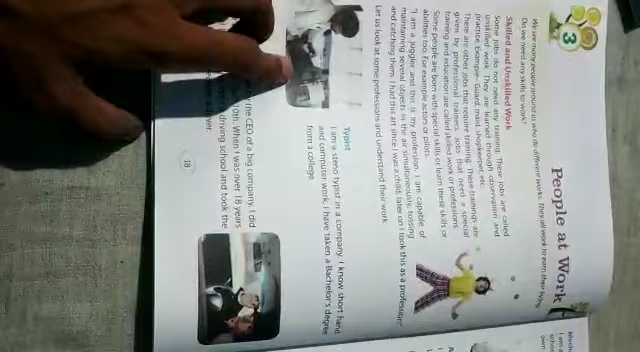 3
People at Work
We see many people around us who do different works. They all work to earn their living.
Do we need any skills to work?
Skilled and Unskilled Work
Some jobs do not need any training. These jobs are called
unskilled work. They are learned through observation and
practice. Example- Guard, maid, shopkeeper, etc.
There are other jobs that require training. These trainings are
given by professional trainers. Jobs that need a special
training and education are called skilled work or professions.
Some people are born with special skills or learn these skills or
abilities too. For example actors or pilots.
"I am a juggler and this is my profession. I am capable of
maintaining several objects in the air simultaneously, tossing
and catching them. I had this art since I was a child, later on I took this as a profession."
Let us look at some professions and understand their work.
Typist
I am a steno typist in a company. I know short hand
and computer work. I have taken a Bachelor's degree
from a college.
the CEO of a big company. I did
When I was over 18 years
driving school and took the
18